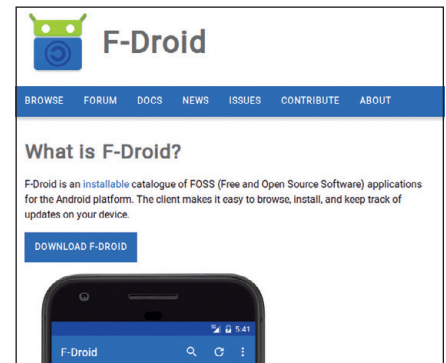 F-Droid
BROWSE FORUM DOCS NEWS ISSUES CONTRIBUTE ABOUT
What is F-Droid?
F-Droid is an installable catalogue of FOSS (Free and Open Source Software) applications
for the Android platform. The client makes it easy to browse, install, and keep track of
updates on your device.
DOWNLOAD F-DROID
5:41
F-Droid